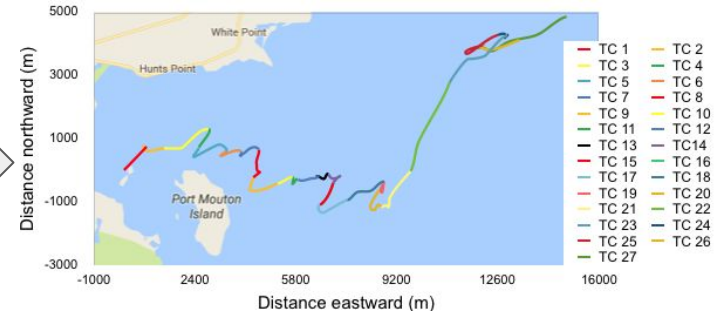 5000
3000
1000
-1000
-3000
Distance northward (m)
White Point
Hunts Point
Port Mouton
Island
TC 1 TC 2
TC 3 TC 4
TC 5 TC 6
TC 7 TC 8
TC 9 TC 10
TC 11 TC 12
TC 13 TC14
TC 15 TC 16
TC 17 TC 18
TC 19 TC 20
TC 21 TC 22
TC 23 TC 24
TC 25 TC 26
TC 27
-1000 2400 5800 9200 12600 16000
Distance eastward (m)